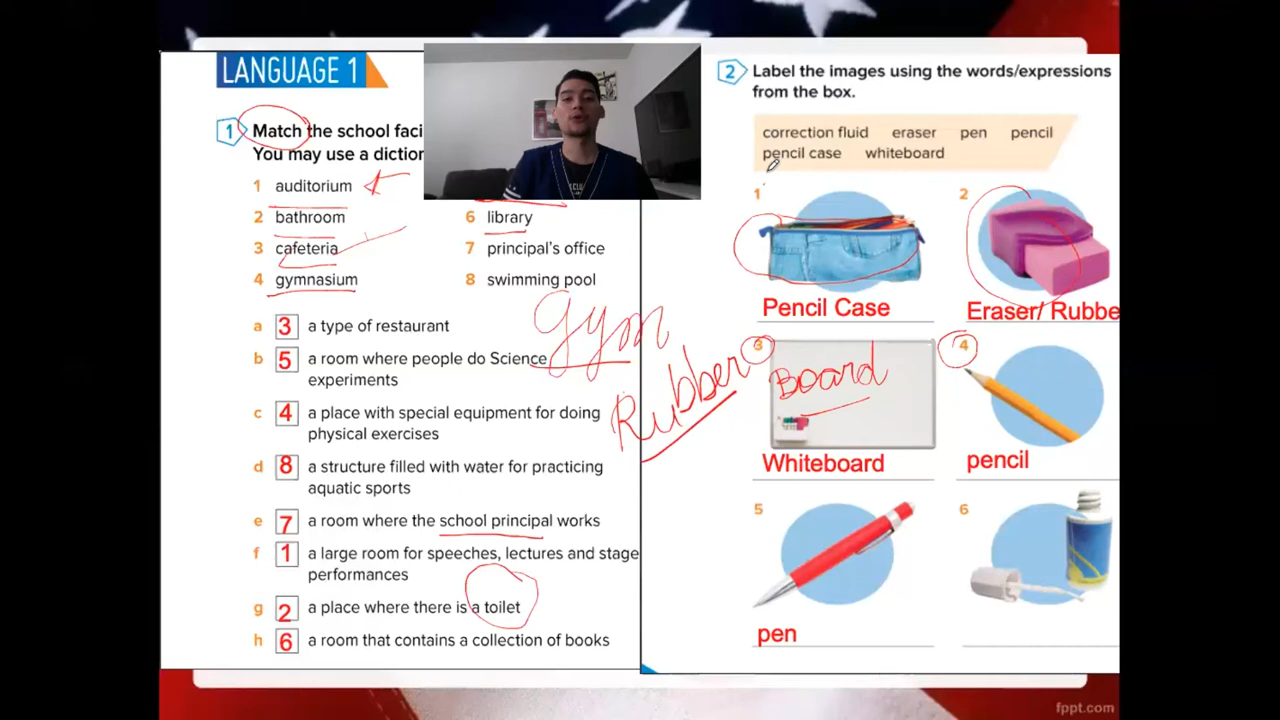 LANGUAGE 1
1 Match the school faci
You may use a diction
1 auditorium
2 bathroom
3 cafeteria
4 gymnasium
6 library
7 principal's office
8 swimming pool
a 3 a type of restaurant
b 5 a room where people do Science
experiments
c 4 a place with special equipment for doing
physical exercises
d 8 a structure filled with water for practicing
aquatic sports
e 7 a room where the school principal works
f 1 a large room for speeches, lectures and stage
performances
g 2 a place where there is a toilet
h 6 a room that contains a collection of books
Gym
Rubber
2 Label the images using the words/expressions
from the box.
correction fluid eraser pen pencil
pencil case whiteboard
1
Pencil Case
2
Eraser/ Rubbe
3
Board
Whiteboard
4
pencil
5
pen
6
fppt.com